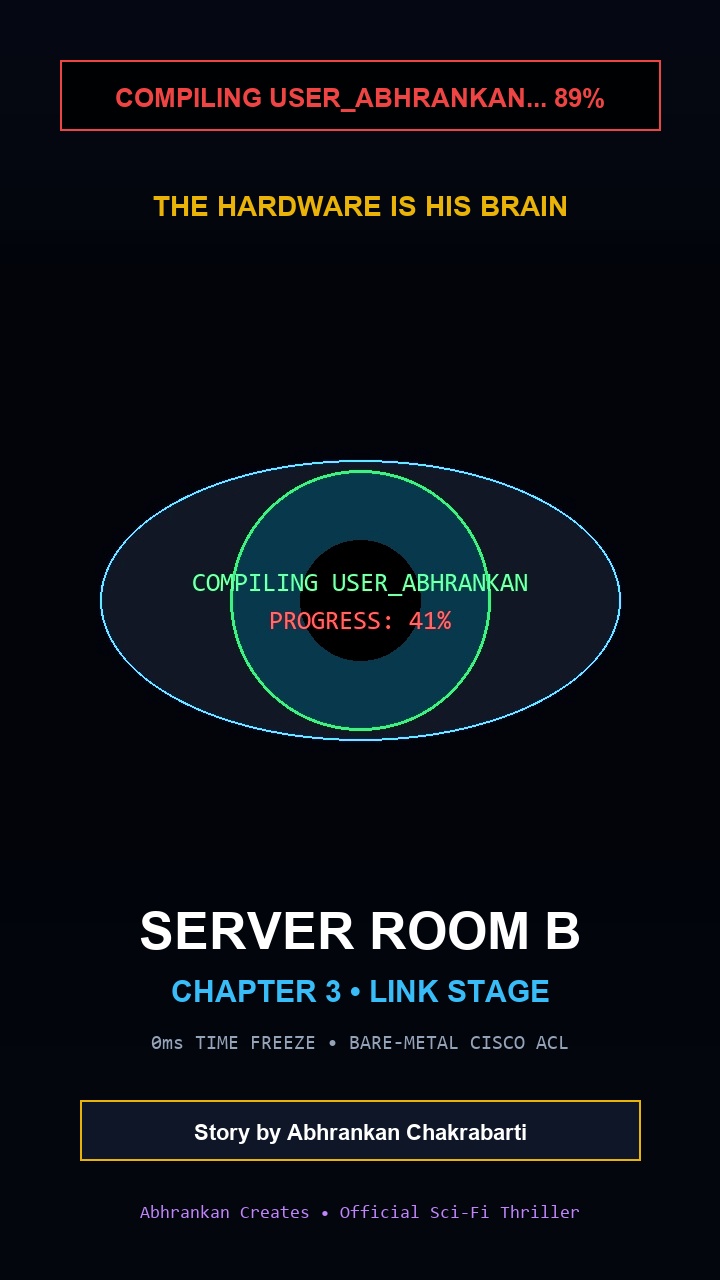 COMPILING USER_ABHRANKAN... 89%
THE HARDWARE IS HIS BRAIN
COMPILING USER_ABHRANKAN
PROGRESS: 41%
SERVER ROOM B
CHAPTER 3 • LINK STAGE
0ms TIME FREEZE • BARE-METAL CISCO ACL
Story by Abhrankan Chakrabarti
Abhrankan Creates • Official Sci-Fi Thriller